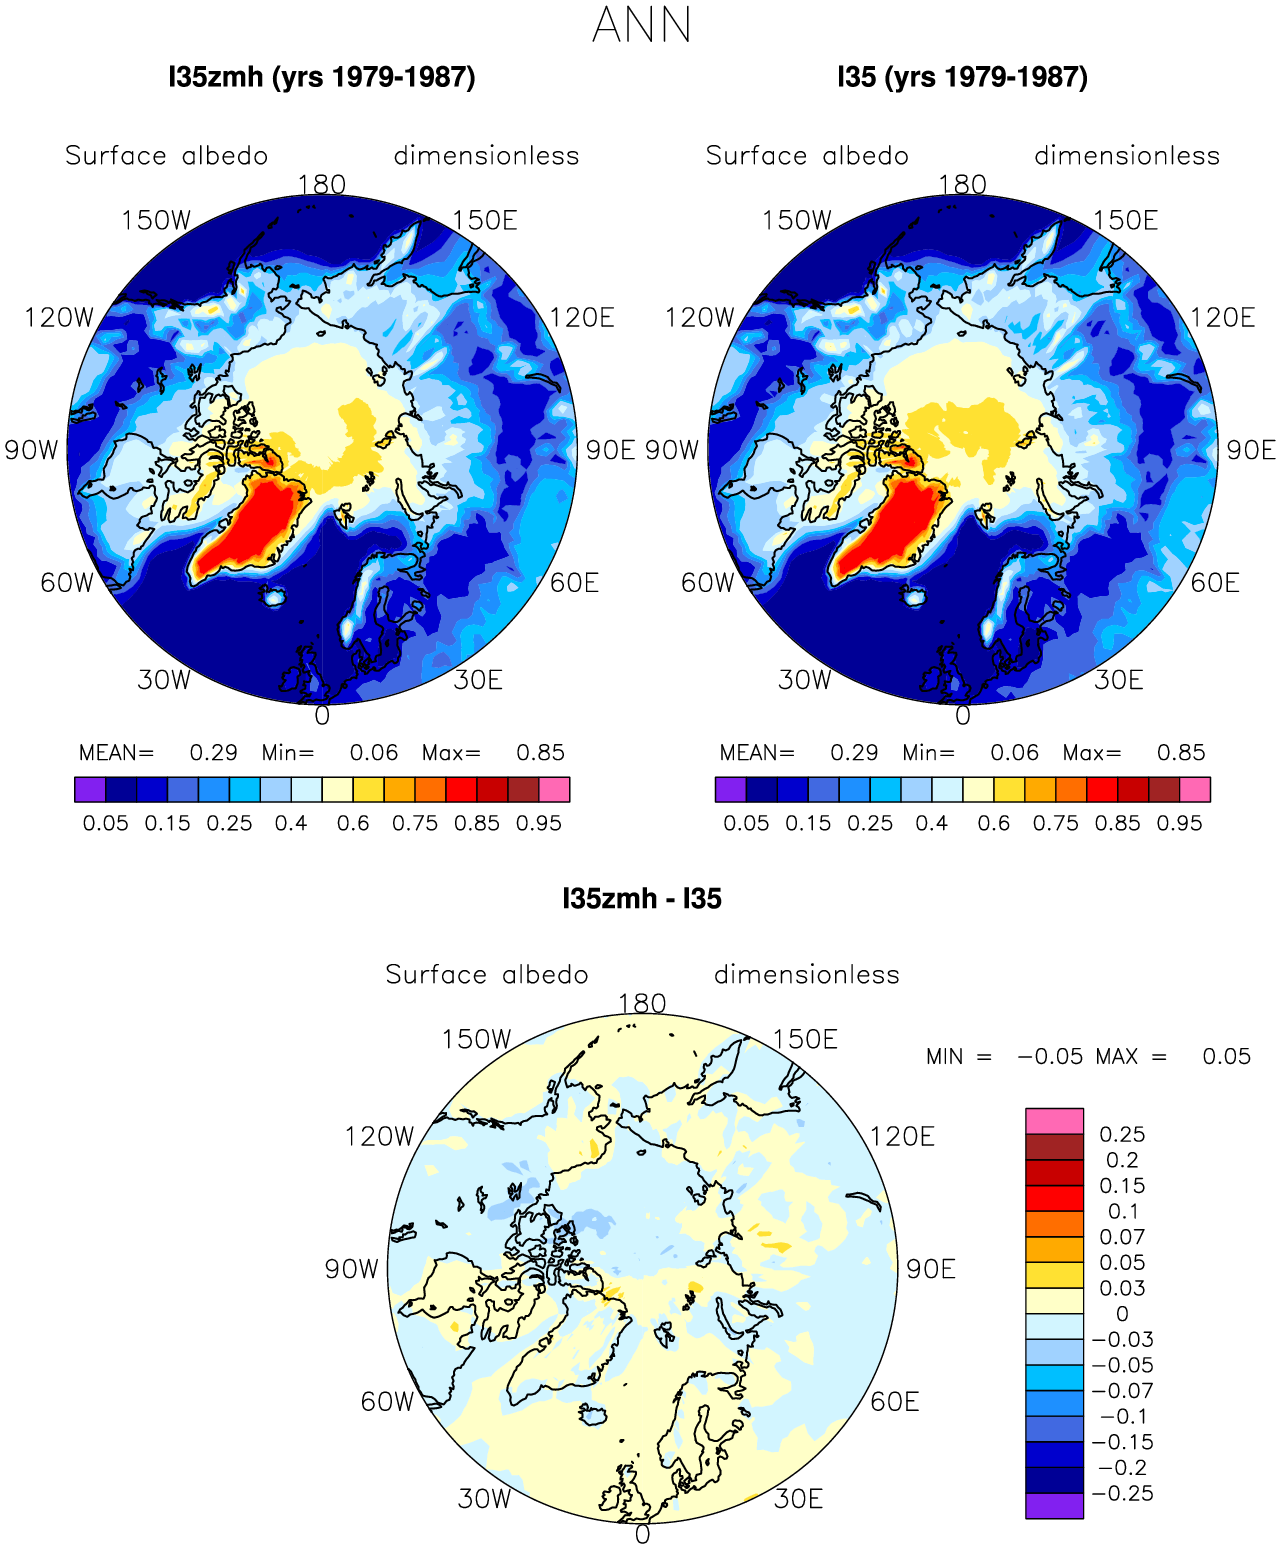 ANN
I35zmh (yrs 1979-1987)
I35 (yrs 1979-1987)
Surface albedo dimensionless
Surface albedo dimensionless
180
180
150W 150E
150W 150E
120W 120E
120W 120E
90W 90E
90W 90E
60W 60E
60W 60E
30W 30E
30W 30E
0
0
MEAN= 0.29 Min= 0.06 Max= 0.85
MEAN= 0.29 Min= 0.06 Max= 0.85
0.05 0.15 0.25 0.4 0.6 0.75 0.85 0.95
0.05 0.15 0.25 0.4 0.6 0.75 0.85 0.95
I35zmh - I35
Surface albedo dimensionless
180
150W 150E
MIN = −0.05 MAX = 0.05
120W 120E
90W 90E
60W 60E
30W 30E
0
0.25
0.2
0.15
0.1
0.07
0.05
0.03
0
−0.03
−0.05
−0.07
−0.1
−0.15
−0.2
−0.25